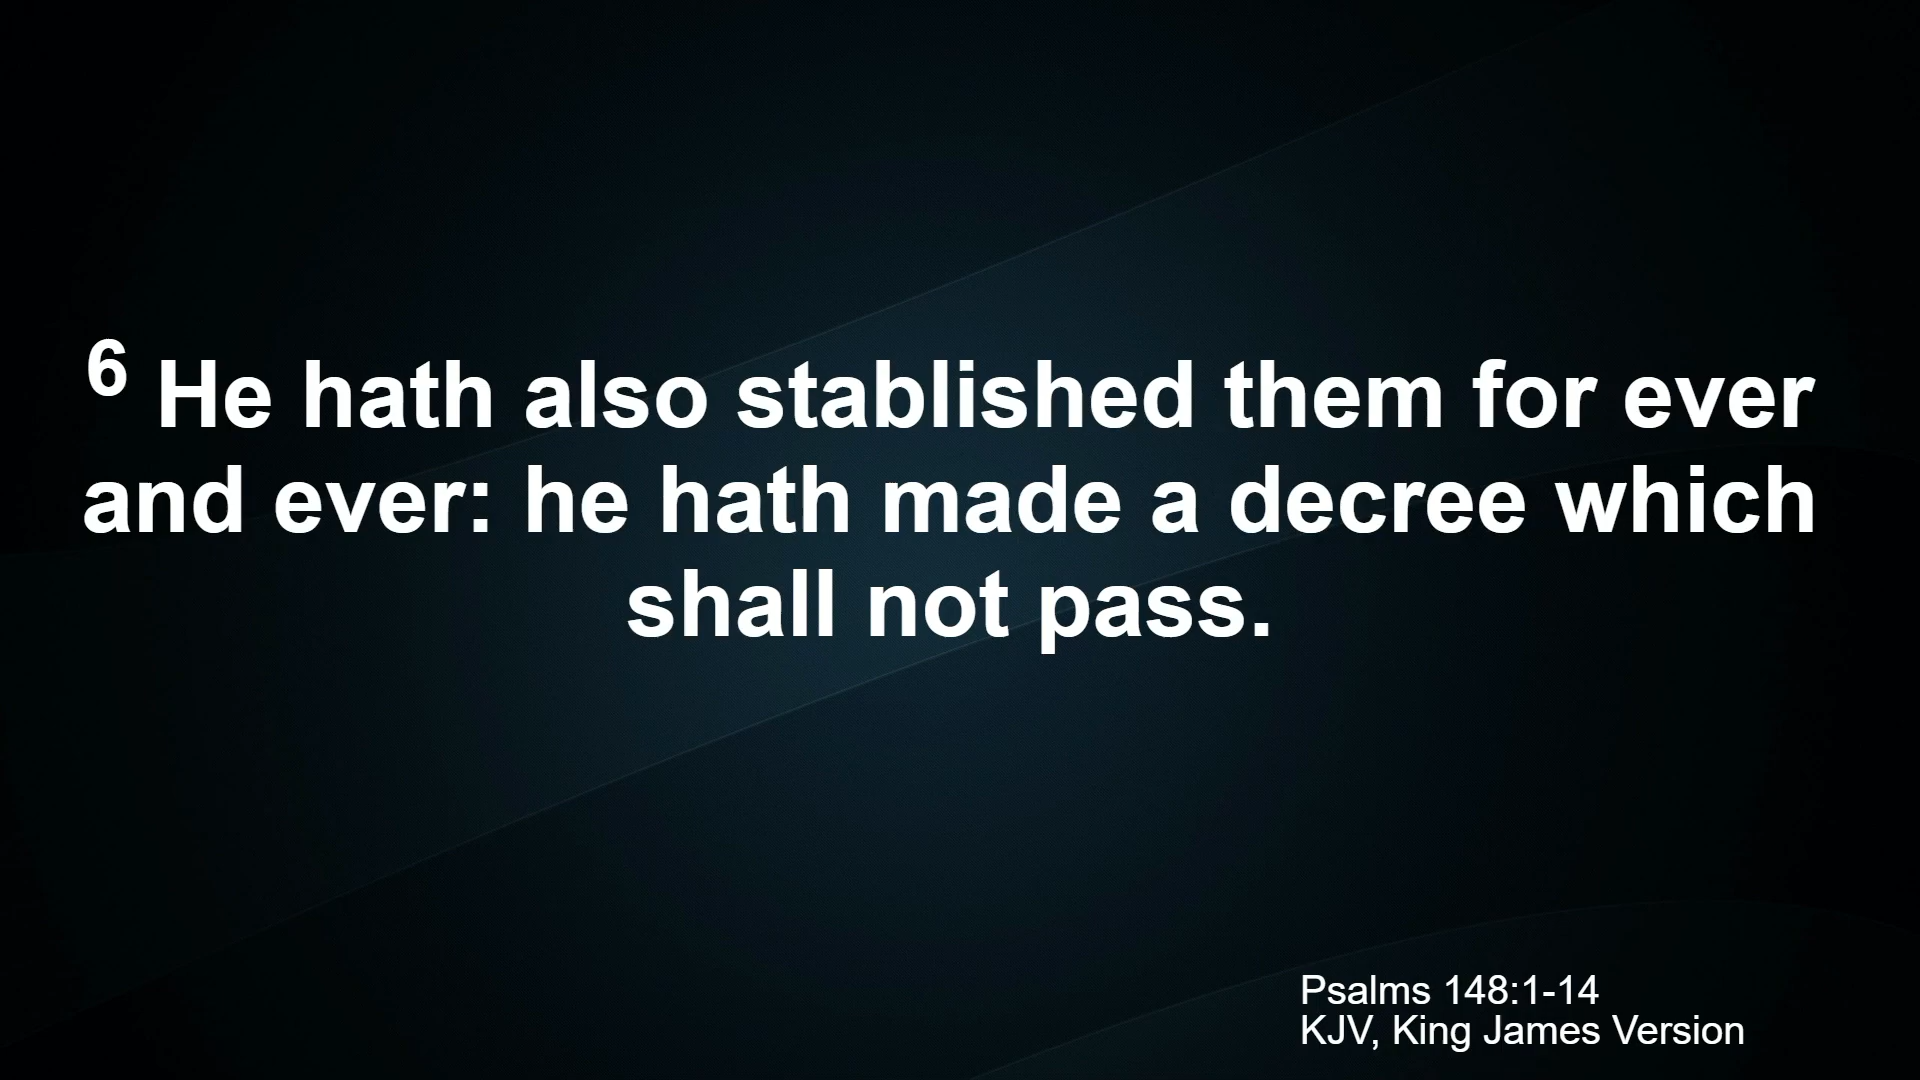 6 He hath also stablished them for ever
and ever: he hath made a decree which
shall not pass.
Psalms 148:1-14
KJV, King James Version